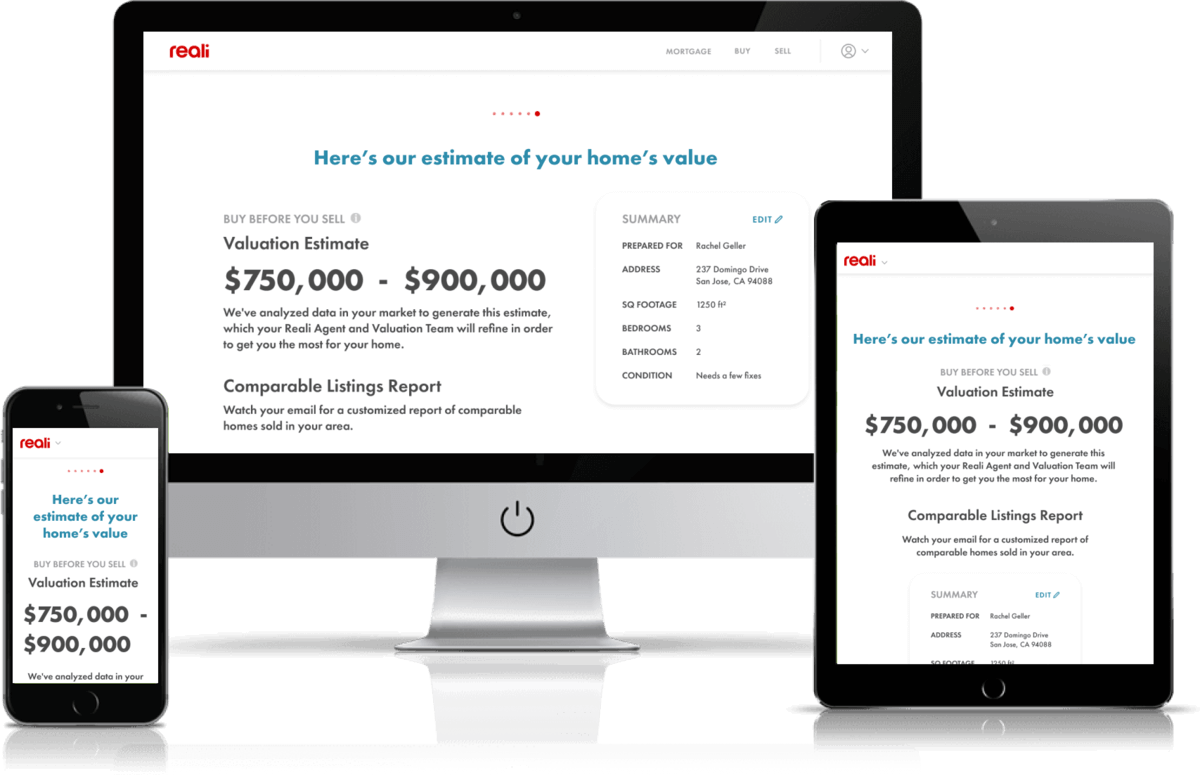 reali
MORTGAGE BUY SELL
Here's our estimate of your home's value
BUY BEFORE YOU SELL
Valuation Estimate
$750,000 - $900,000
We've analyzed data in your market to generate this estimate,
which your Reali Agent and Valuation Team will refine in order
to get you the most for your home.
Comparable Listings Report
Watch your email for a customized report of comparable
homes sold in your area.
SUMMARY EDIT
PREPARED FOR Rachel Geller
ADDRESS 237 Domingo Drive
San Jose, CA 94088
SQ FOOTAGE 1250 ft²
BEDROOMS 3
BATHROOMS 2
CONDITION Needs a few fixes
reali
Here's our
estimate of your
home's value
BUY BEFORE YOU SELL
Valuation Estimate
$750,000 -
$900,000
We've analyzed data in your
reali
Here's our estimate of your home's value
BUY BEFORE YOU SELL
Valuation Estimate
$750,000 - $900,000
We've analyzed data in your market to generate this
estimate, which your Reali Agent and Valuation Team will
refine in order to get you the most for your home.
Comparable Listings Report
Watch your email for a customized report of
comparable homes sold in your area.
SUMMARY EDIT
PREPARED FOR Rachel Geller
ADDRESS 237 Domingo Drive
San Jose, CA 94088
SQ FOOTAGE 1250 ft²